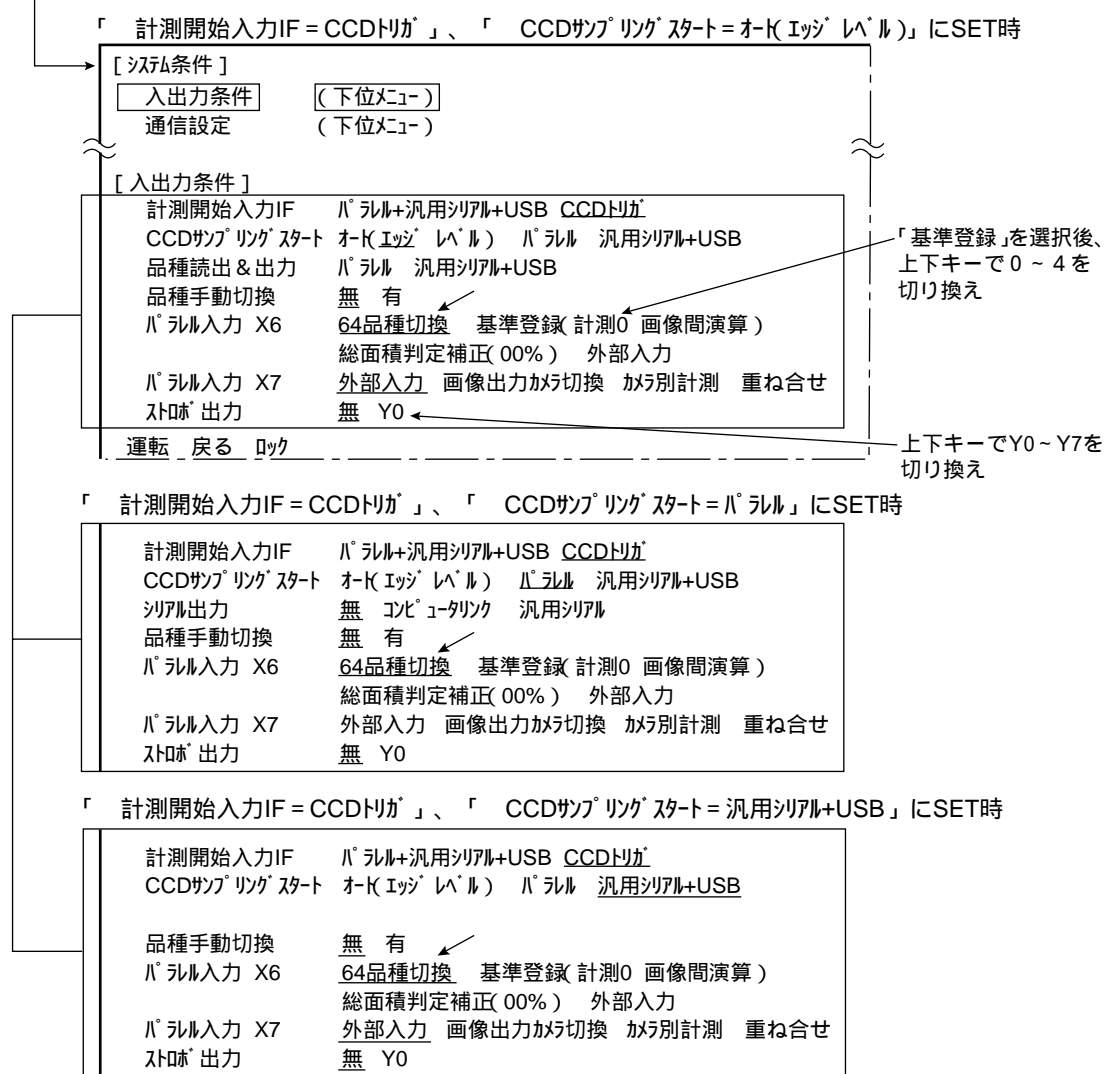 「　計測開始入力IF = CCDﾄﾘｶﾞ」、「　CCDｻﾝﾌﾟﾘﾝｸﾞｽﾀｰﾄ = ｵｰﾄ( ｴｯｼﾞ ﾚﾍﾞﾙ )」にSET時
[ ｼｽﾃﾑ条件 ]
入出力条件　( 下位ﾒﾆｭｰ )
通信設定　( 下位ﾒﾆｭｰ )
[ 入出力条件 ]
計測開始入力IF　ﾊﾟﾗﾚﾙ+汎用ｼﾘｱﾙ+USB CCDﾄﾘｶﾞ
CCDｻﾝﾌﾟﾘﾝｸﾞｽﾀｰﾄ　ｵｰﾄ( ｴｯｼﾞ ﾚﾍﾞﾙ )　ﾊﾟﾗﾚﾙ　汎用ｼﾘｱﾙ+USB
品種読出＆出力　ﾊﾟﾗﾚﾙ　汎用ｼﾘｱﾙ+USB
品種手動切換　無　有
ﾊﾟﾗﾚﾙ入力 X6　64品種切換　基準登録( 計測0 画像間演算 )
総面積判定補正( 00% )　外部入力
ﾊﾟﾗﾚﾙ入力 X7　外部入力　画像出力ｶﾒﾗ切換　ｶﾒﾗ別計測　重ね合せ
ｽﾄﾛﾎﾞ出力　無　Y0
運転　戻る　ﾛｯｸ
「基準登録」を選択後、
上下キーで0 ~ 4を
切り換え
上下キーでY0 ~ Y7を
切り換え
「　計測開始入力IF = CCDﾄﾘｶﾞ」、「　CCDｻﾝﾌﾟﾘﾝｸﾞｽﾀｰﾄ = ﾊﾟﾗﾚﾙ」にSET時
計測開始入力IF　ﾊﾟﾗﾚﾙ+汎用ｼﾘｱﾙ+USB CCDﾄﾘｶﾞ
CCDｻﾝﾌﾟﾘﾝｸﾞｽﾀｰﾄ　ｵｰﾄ( ｴｯｼﾞ ﾚﾍﾞﾙ )　ﾊﾟﾗﾚﾙ　汎用ｼﾘｱﾙ+USB
ｼﾘｱﾙ出力　無　ｺﾝﾋﾟｭｰﾀﾘﾝｸ　汎用ｼﾘｱﾙ
品種手動切換　無　有
ﾊﾟﾗﾚﾙ入力 X6　64品種切換　基準登録( 計測0 画像間演算 )
総面積判定補正( 00% )　外部入力
ﾊﾟﾗﾚﾙ入力 X7　外部入力　画像出力ｶﾒﾗ切換　ｶﾒﾗ別計測　重ね合せ
ｽﾄﾛﾎﾞ出力　無　Y0
「　計測開始入力IF = CCDﾄﾘｶﾞ」、「　CCDｻﾝﾌﾟﾘﾝｸﾞｽﾀｰﾄ = 汎用ｼﾘｱﾙ+USB」にSET時
計測開始入力IF　ﾊﾟﾗﾚﾙ+汎用ｼﾘｱﾙ+USB CCDﾄﾘｶﾞ
CCDｻﾝﾌﾟﾘﾝｸﾞｽﾀｰﾄ　ｵｰﾄ( ｴｯｼﾞ ﾚﾍﾞﾙ )　ﾊﾟﾗﾚﾙ　汎用ｼﾘｱﾙ+USB
品種手動切換　無　有
ﾊﾟﾗﾚﾙ入力 X6　64品種切換　基準登録( 計測0 画像間演算 )
総面積判定補正( 00% )　外部入力
ﾊﾟﾗﾚﾙ入力 X7　外部入力　画像出力ｶﾒﾗ切換　ｶﾒﾗ別計測　重ね合せ
ｽﾄﾛﾎﾞ出力　無　Y0